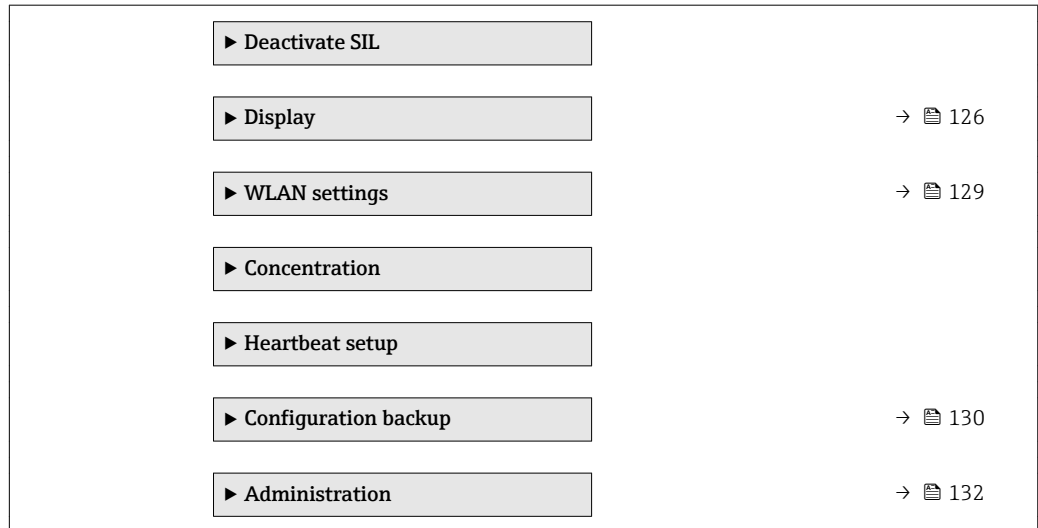 ▶ Deactivate SIL
▶ Display → 126
▶ WLAN settings → 129
▶ Concentration
▶ Heartbeat setup
▶ Configuration backup → 130
▶ Administration → 132